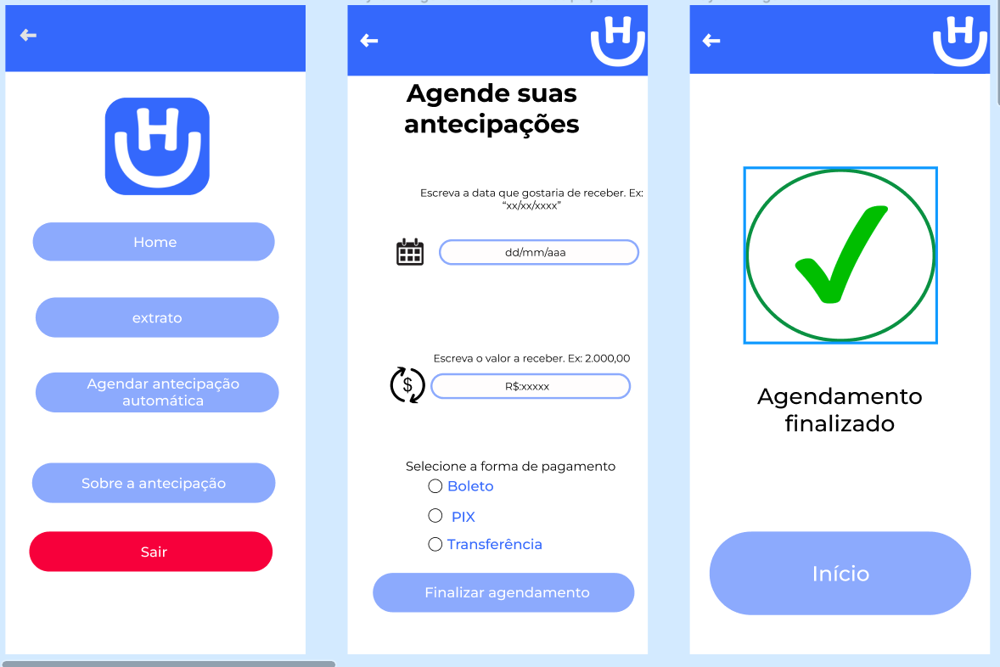 H
Home
extrato
Agendar antecipação
automática
Sobre a antecipação
Sair
H
Agende suas
antecipações
Escreva a data que gostaria de receber. Ex:
“xx/xx/xxxx”
dd/mm/aaa
Escreva o valor a receber. Ex: 2.000,00
$
R$:xxxxx
Selecione a forma de pagamento
Boleto
PIX
Transferência
Finalizar agendamento
H
Agendamento
finalizado
Início